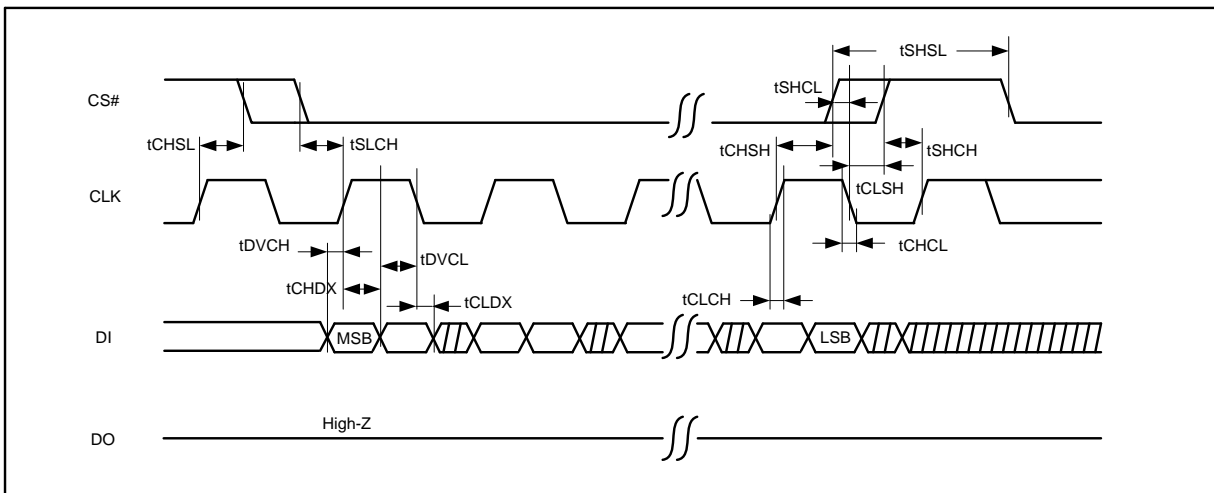 tSHSL
CS#
tSHCL
tCHSL
tSLCH
tCHSH
tSHCH
tCLSH
CLK
tDVCH
tDVCL
tCHCL
tCHDX
tCLDX
tCLCH
DI
MSB
LSB
High-Z
DO